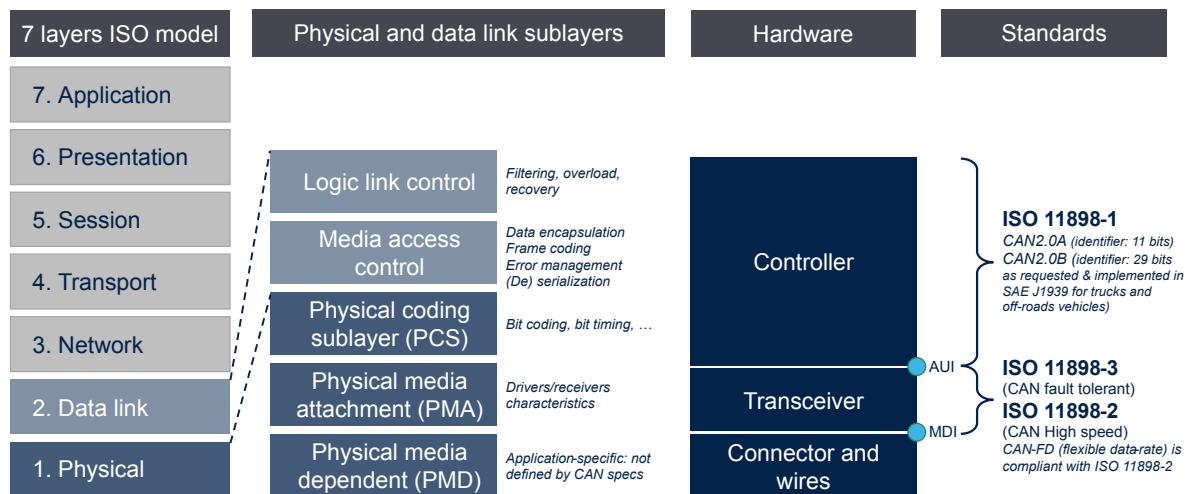 7 layers ISO model
Physical and data link sublayers
Hardware
Standards
7. Application
6. Presentation
5. Session
4. Transport
3. Network
2. Data link
1. Physical
Logic link control
Filtering, overload,
recovery
Media access
control
Data encapsulation
Frame coding
Error management
(De) serialization
Physical coding
sublayer (PCS)
Bit coding, bit timing, …
Physical media
attachment (PMA)
Drivers/receivers
characteristics
Physical media
dependent (PMD)
Application-specific: not
defined by CAN specs
Controller
AUI
Transceiver
MDI
Connector and
wires
ISO 11898-1
CAN2.0A (identifier: 11 bits)
CAN2.0B (identifier: 29 bits
as requested & implemented in
SAE J1939 for trucks and
off-roads vehicles)
ISO 11898-3
(CAN fault tolerant)
ISO 11898-2
(CAN High speed)
CAN-FD (flexible data-rate) is
compliant with ISO 11898-2